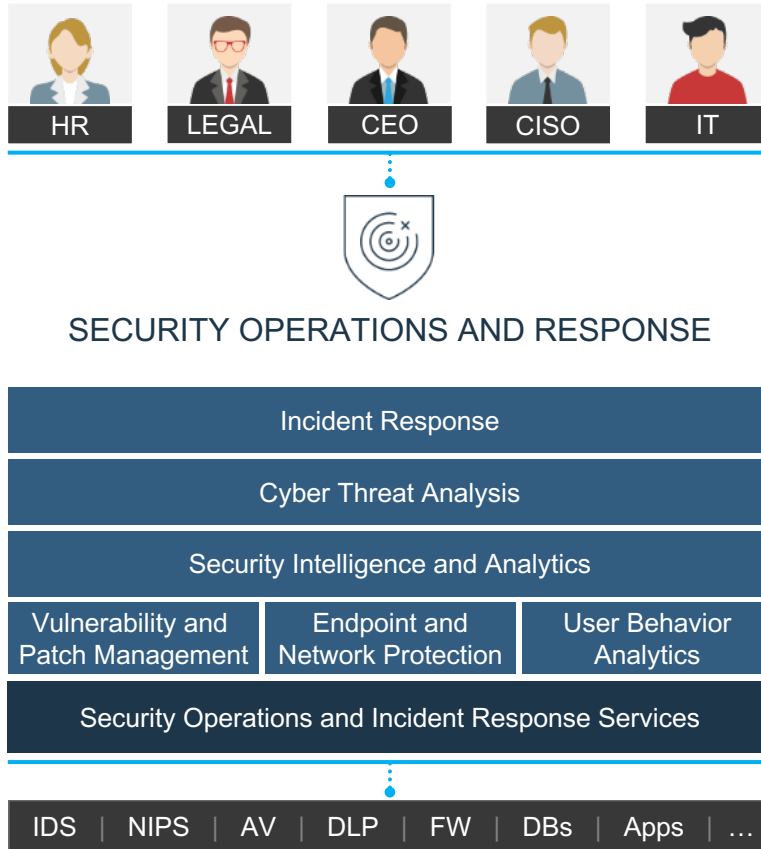 HR
LEGAL
CEO
CISO
IT
SECURITY OPERATIONS AND RESPONSE
Incident Response
Cyber Threat Analysis
Security Intelligence and Analytics
Vulnerability and
Patch Management
Endpoint and
Network Protection
User Behavior
Analytics
Security Operations and Incident Response Services
IDS | NIPS | AV | DLP | FW | DBs | Apps | …